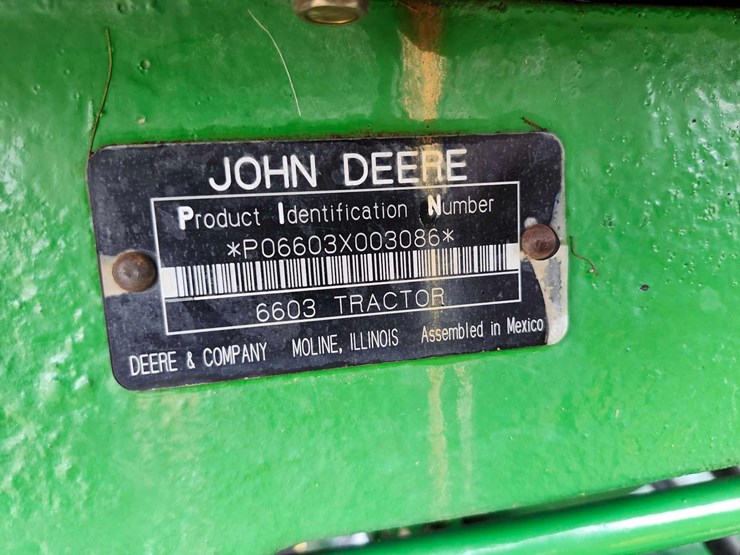 JOHN DEERE
Product Identification Number
*P06603X003086*
6603 TRACTOR
DEERE & COMPANY MOLINE, ILLINOIS Assembled in Mexico